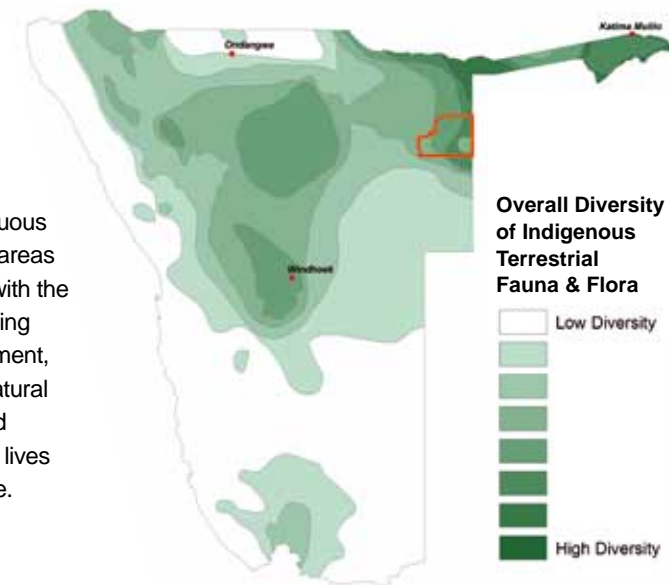 Katima Mulilo
Ondangwa
uous
areas
with the
ing
ment,
atural
d
lives
e.
Windhoek
Overall Diversity
of Indigenous
Terrestrial
Fauna & Flora
Low Diversity
High Diversity